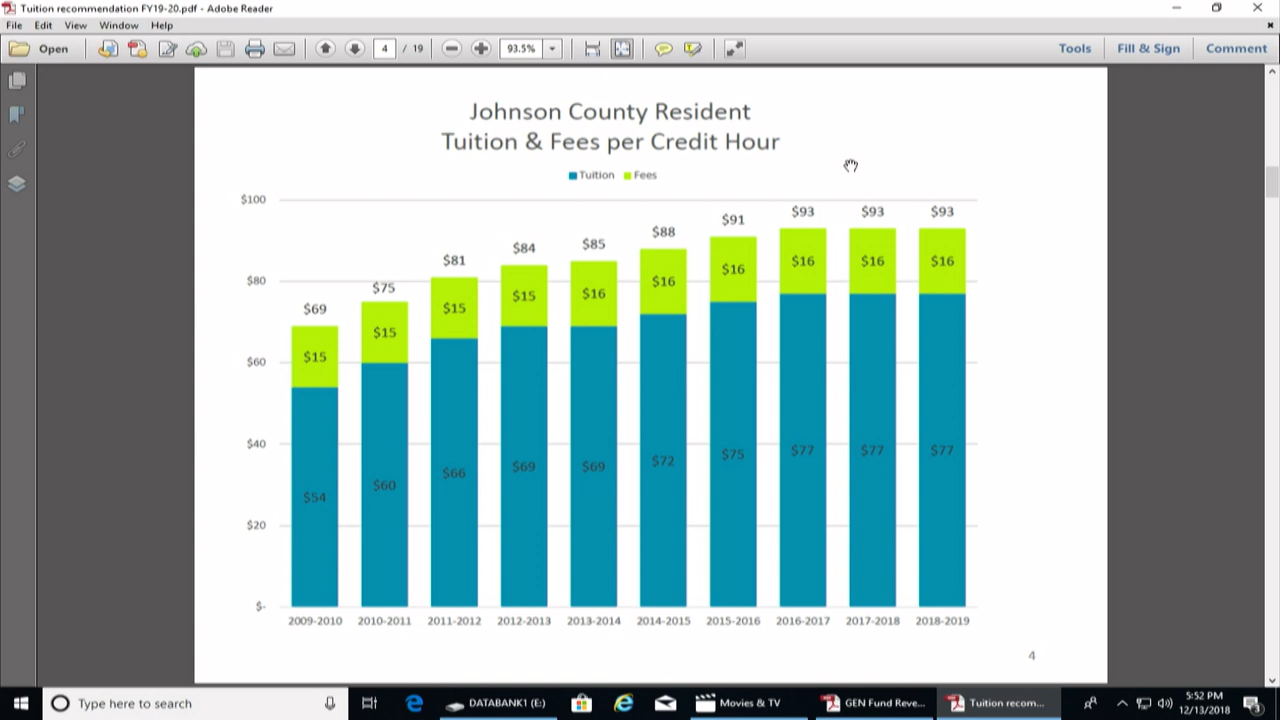 Tuition recommendation FY19-20.pdf - Adobe Reader
File Edit View Window Help
Open 4 / 19 93.5% Tools Fill & Sign Comment
Johnson County Resident
Tuition & Fees per Credit Hour
Tuition Fees
$100
$80
$60
$40
$20
$-
$69 $75 $81 $84 $85 $88 $91 $93 $93 $93
$15 $15 $15 $15 $16 $16 $16 $16 $16 $16
$54 $60 $66 $69 $69 $72 $75 $77 $77 $77
2009-2010 2010-2011 2011-2012 2012-2013 2013-2014 2014-2015 2015-2016 2016-2017 2017-2018 2018-2019
4
Type here to search DATABANK1 (E:) Movies & TV GEN Fund Reve... Tuition recom... 5:52 PM
12/13/2018 3